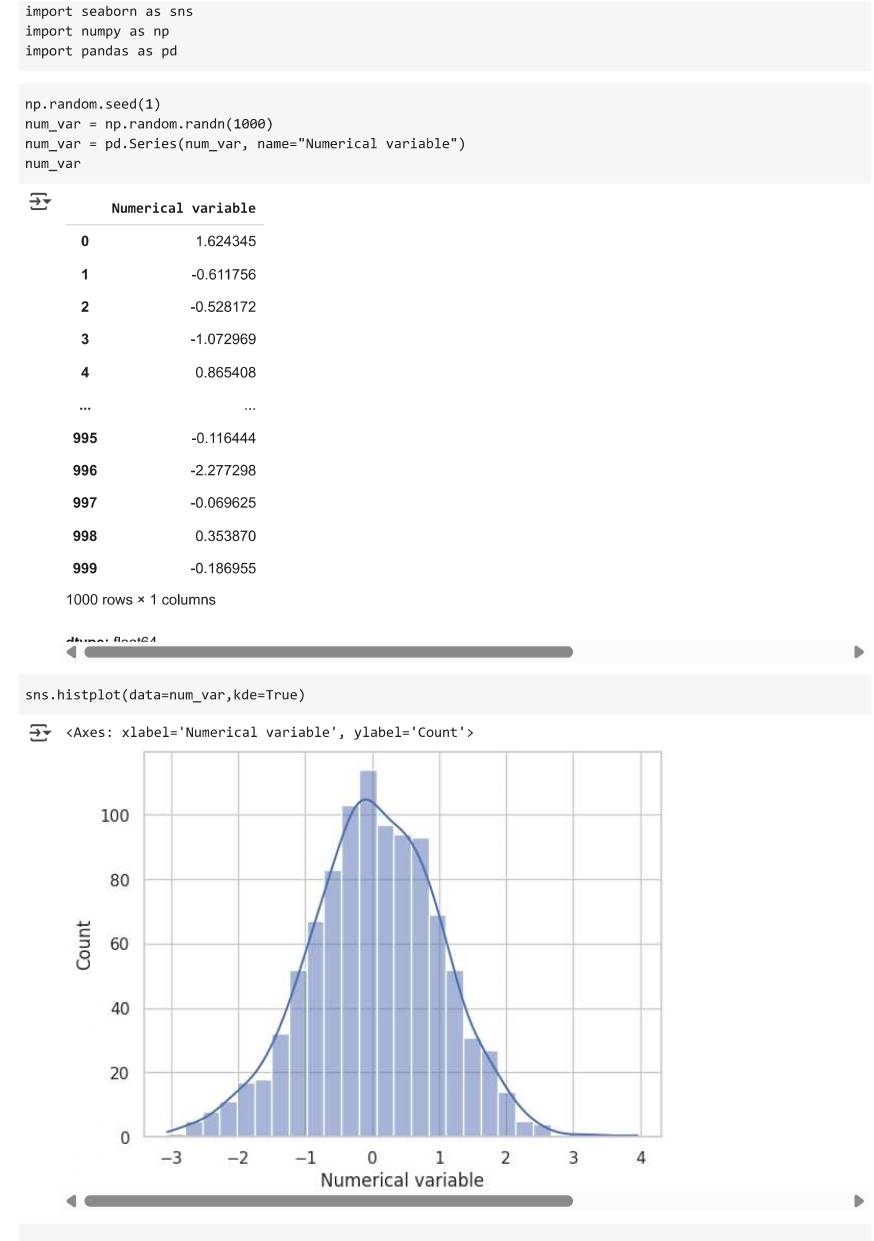 import seaborn as sns
import numpy as np
import pandas as pd
np.random.seed(1)
num_var = np.random.randn(1000)
num_var = pd.Series(num_var, name="Numerical variable")
num_var
Numerical variable
0 1.624345
1 -0.611756
2 -0.528172
3 -1.072969
4 0.865408
... ...
995 -0.116444
996 -2.277298
997 -0.069625
998 0.353870
999 -0.186955
1000 rows × 1 columns
dtype: float64
sns.histplot(data=num_var,kde=True)
<Axes: xlabel='Numerical variable', ylabel='Count'>
100
80
60
40
20
0
Count
−3 −2 −1 0 1 2 3 4
Numerical variable